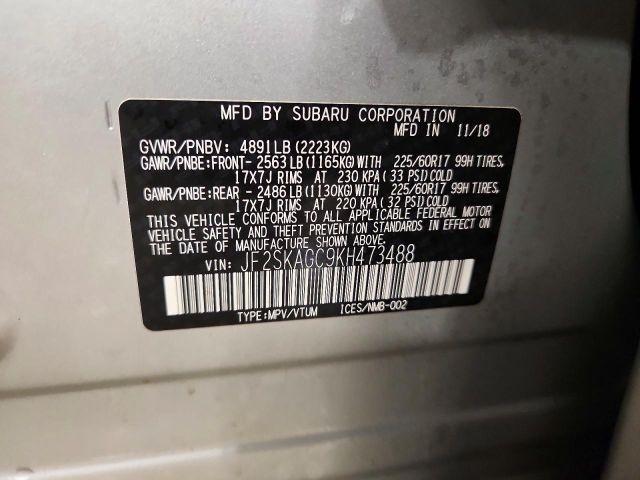 MFD BY SUBARU CORPORATION
MFD IN 11/18
GVWR/PNBV: 4891LB(2223KG)
GAWR/PNBE:FRONT- 2563LB(1165KG)WITH 225/60R17 99H TIRES,
17X7J RIMS AT 230 KPA( 33 PSI)COLD
GAWR/PNBE:REAR - 2486LB(1130KG)WITH 225/60R17 99H TIRES,
17X7J RIMS AT 220 KPA( 32 PSI)COLD
THIS VEHICLE CONFORMS TO ALL APPLICABLE FEDERAL MOTOR
VEHICLE SAFETY AND THEFT PREVENTION STANDARDS IN EFFECT ON
THE DATE OF MANUFACTURE SHOWN ABOVE.
VIN: JF2SKAGC9KH473488
TYPE:MPV/VTUM ICES/NMB-002